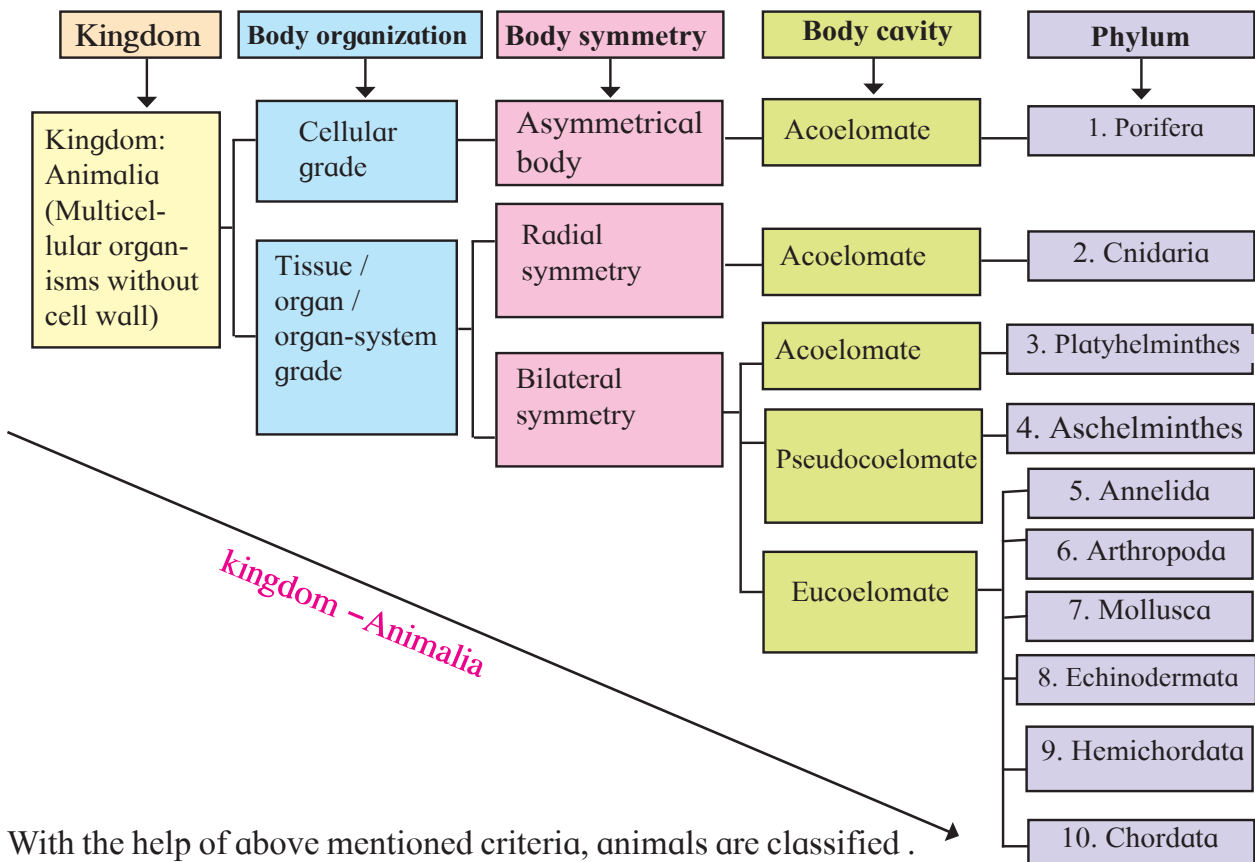 Kingdom
Body organization
Body symmetry
Body cavity
Phylum
Kingdom:
Animalia
(Multicel-
lular organ-
isms without
cell wall)
Cellular
grade
Tissue /
organ /
organ-system
grade
Asymmetrical
body
Radial
symmetry
Bilateral
symmetry
Acoelomate
Acoelomate
Acoelomate
Pseudocoelomate
Eucoelomate
1. Porifera
2. Cnidaria
3. Platyhelminthes
4. Aschelminthes
5. Annelida
6. Arthropoda
7. Mollusca
8. Echinodermata
9. Hemichordata
10. Chordata
kingdom –Animalia
With the help of above mentioned criteria, animals are classified .